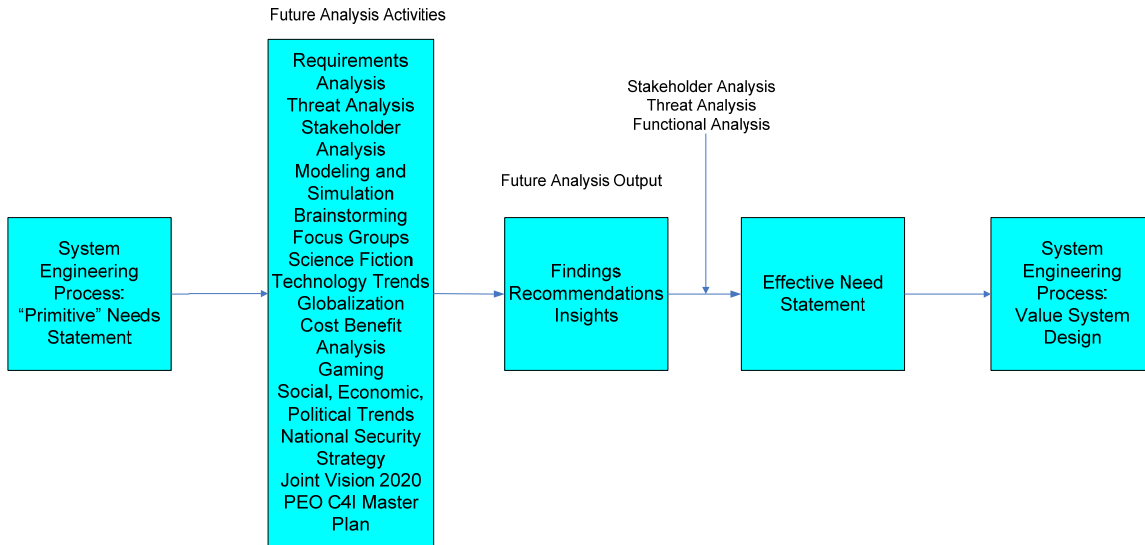 Future Analysis Activities
System
Engineering
Process:
“Primitive” Needs
Statement
Requirements
Analysis
Threat Analysis
Stakeholder
Analysis
Modeling and
Simulation
Brainstorming
Focus Groups
Science Fiction
Technology Trends
Globalization
Cost Benefit
Analysis
Gaming
Social, Economic,
Political Trends
National Security
Strategy
Joint Vision 2020
PEO C4I Master
Plan
Future Analysis Output
Findings
Recommendations
Insights
Stakeholder Analysis
Threat Analysis
Functional Analysis
Effective Need
Statement
System
Engineering
Process:
Value System
Design